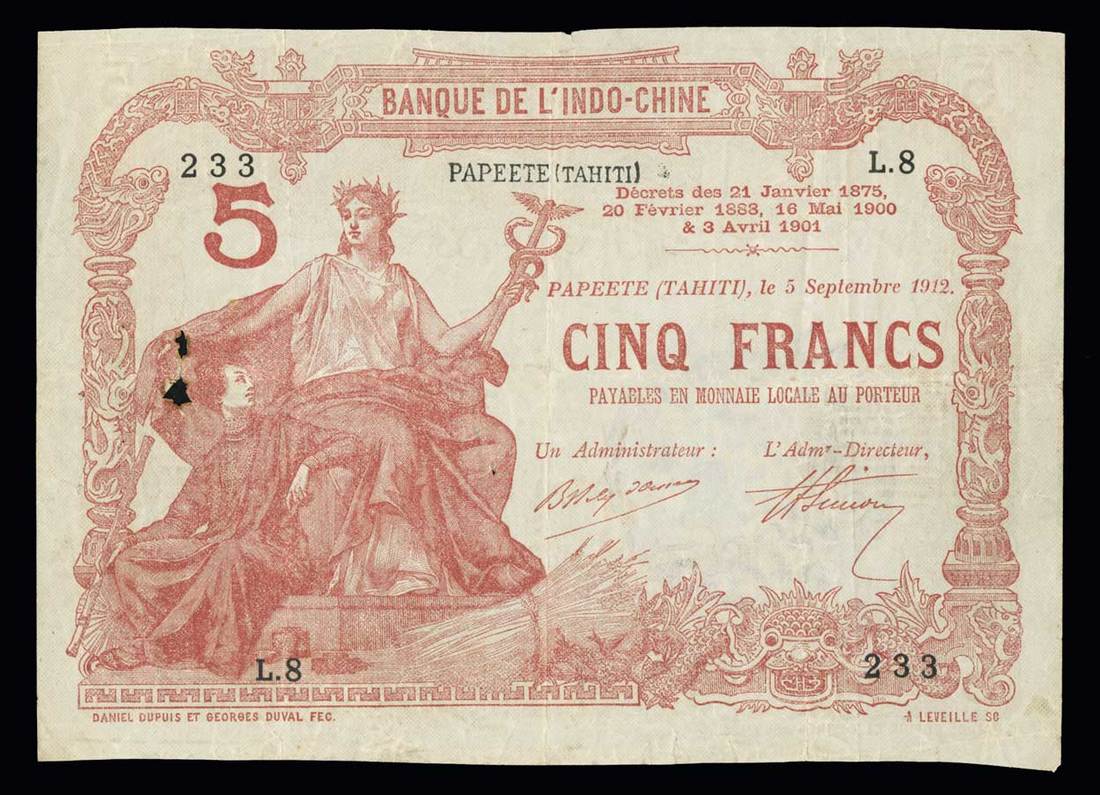 BANQUE DE L'INDO-CHINE
233
L.8
PAPEETE (TAHITI)
5
Décrets des 21 Janvier 1875,
20 Février 1888, 16 Mai 1900
& 3 Avril 1901
PAPEETE (TAHITI), le 5 Septembre 1912.
CINQ FRANCS
PAYABLES EN MONNAIE LOCALE AU PORTEUR
Un Administrateur :
L'Admr-Directeur,
L.8
233
DANIEL DUPUIS ET GEORGES DUVAL FEC.
A LEVEILLE SC